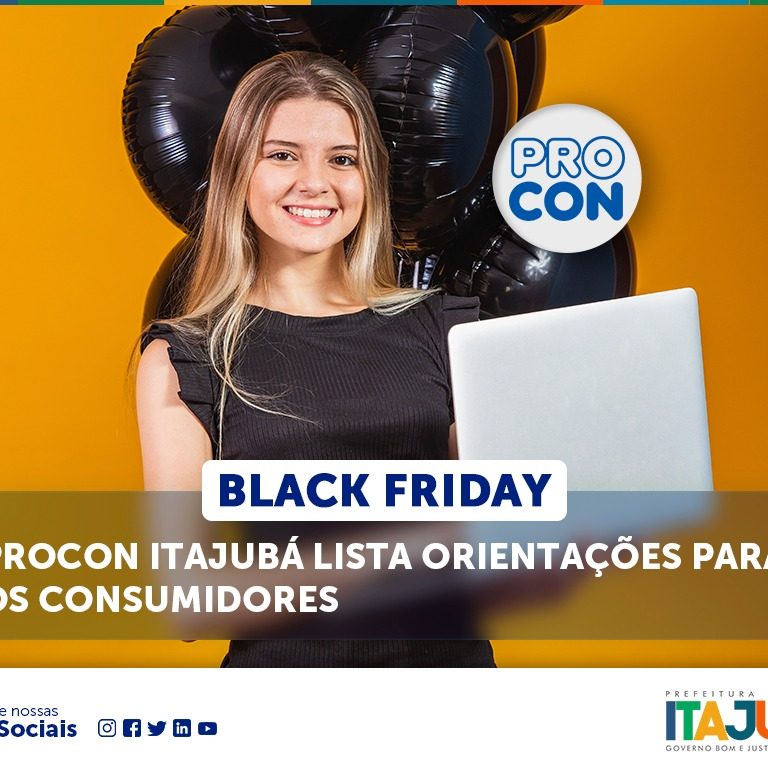 PRO
CON
BLACK FRIDAY
PROCON ITAJUBÁ LISTA ORIENTAÇÕES PARA
OS CONSUMIDORES
e nossas
Sociais
PREFEITURA
ITAJU
GOVERNO BOM E JUST